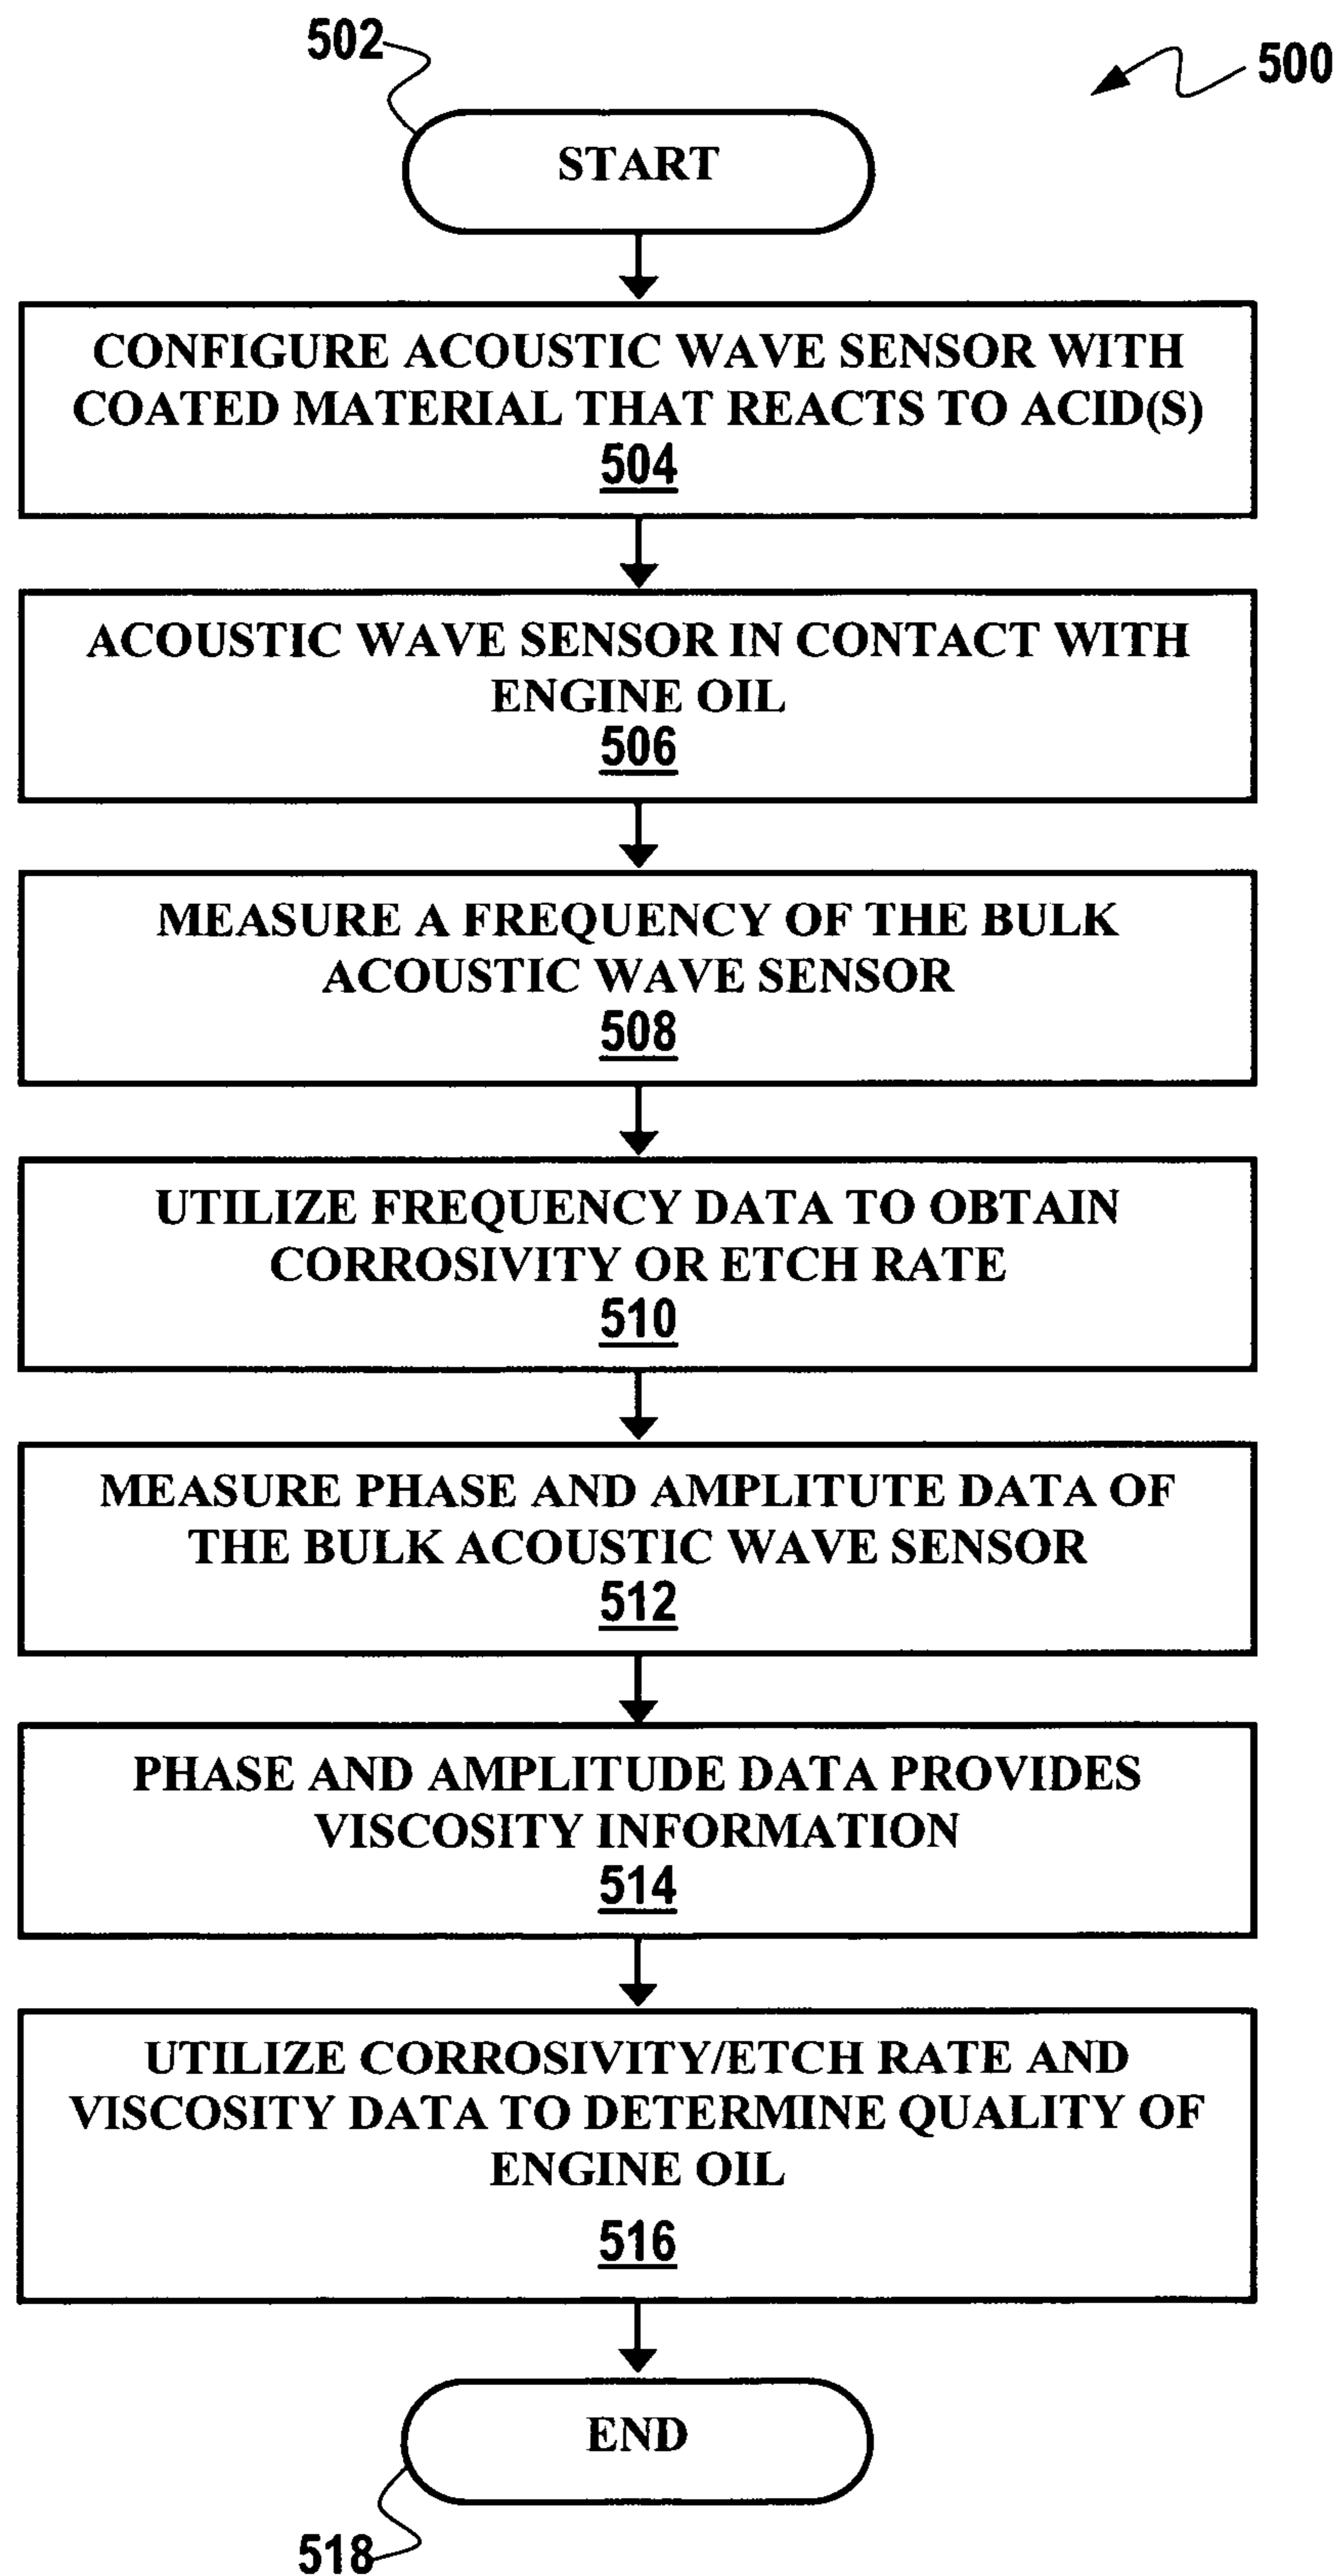 502
500
START
CONFIGURE ACOUSTIC WAVE SENSOR WITH
COATED MATERIAL THAT REACTS TO ACID(S)
504
ACOUSTIC WAVE SENSOR IN CONTACT WITH
ENGINE OIL
506
MEASURE A FREQUENCY OF THE BULK
ACOUSTIC WAVE SENSOR
508
UTILIZE FREQUENCY DATA TO OBTAIN
CORROSIVITY OR ETCH RATE
510
MEASURE PHASE AND AMPLITUTE DATA OF
THE BULK ACOUSTIC WAVE SENSOR
512
PHASE AND AMPLITUDE DATA PROVIDES
VISCOSITY INFORMATION
514
UTILIZE CORROSIVITY/ETCH RATE AND
VISCOSITY DATA TO DETERMINE QUALITY OF
ENGINE OIL
516
END
518